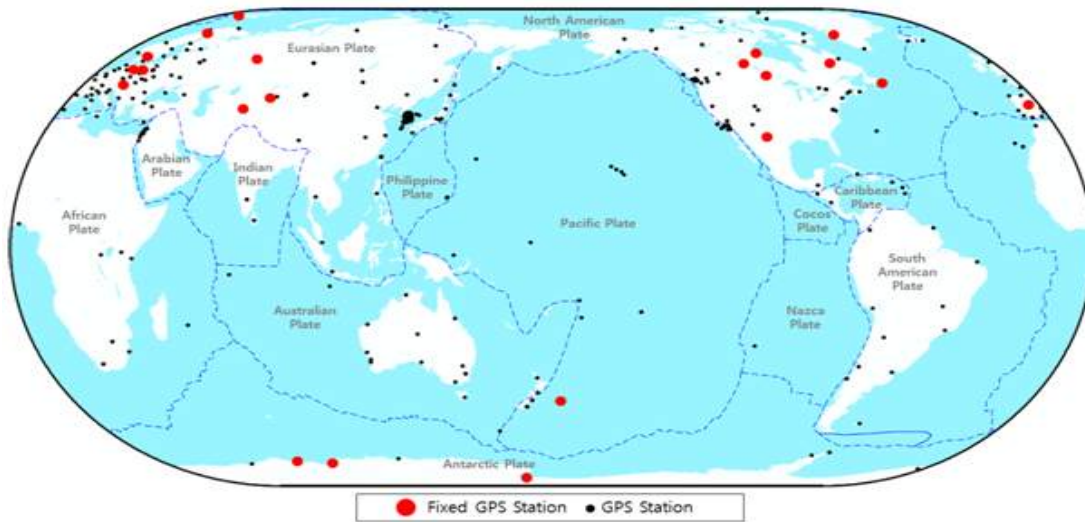 North American
Plate
Eurasian Plate
Arabian
Plate
Indian
Plate
Philippine
Plate
African
Plate
Pacific Plate
Caribbean
Plate
Cocos
Plate
South
American
Plate
Australian
Plate
Nazca
Plate
Antarctic Plate
Fixed GPS Station
GPS Station